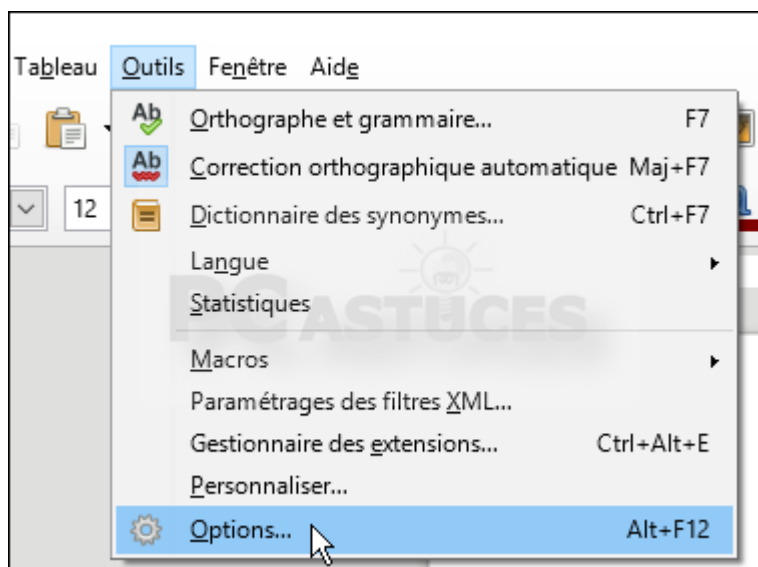 Tableau Outils Fenêtre Aide
Orthographe et grammaire... F7
12 Correction orthographique automatique Maj+F7
Dictionnaire des synonymes... Ctrl+F7
Langue
Statistiques
PC ASTUCES
Macros
Paramétrages des filtres XML...
Gestionnaire des extensions... Ctrl+Alt+E
Personnaliser...
Options... Alt+F12